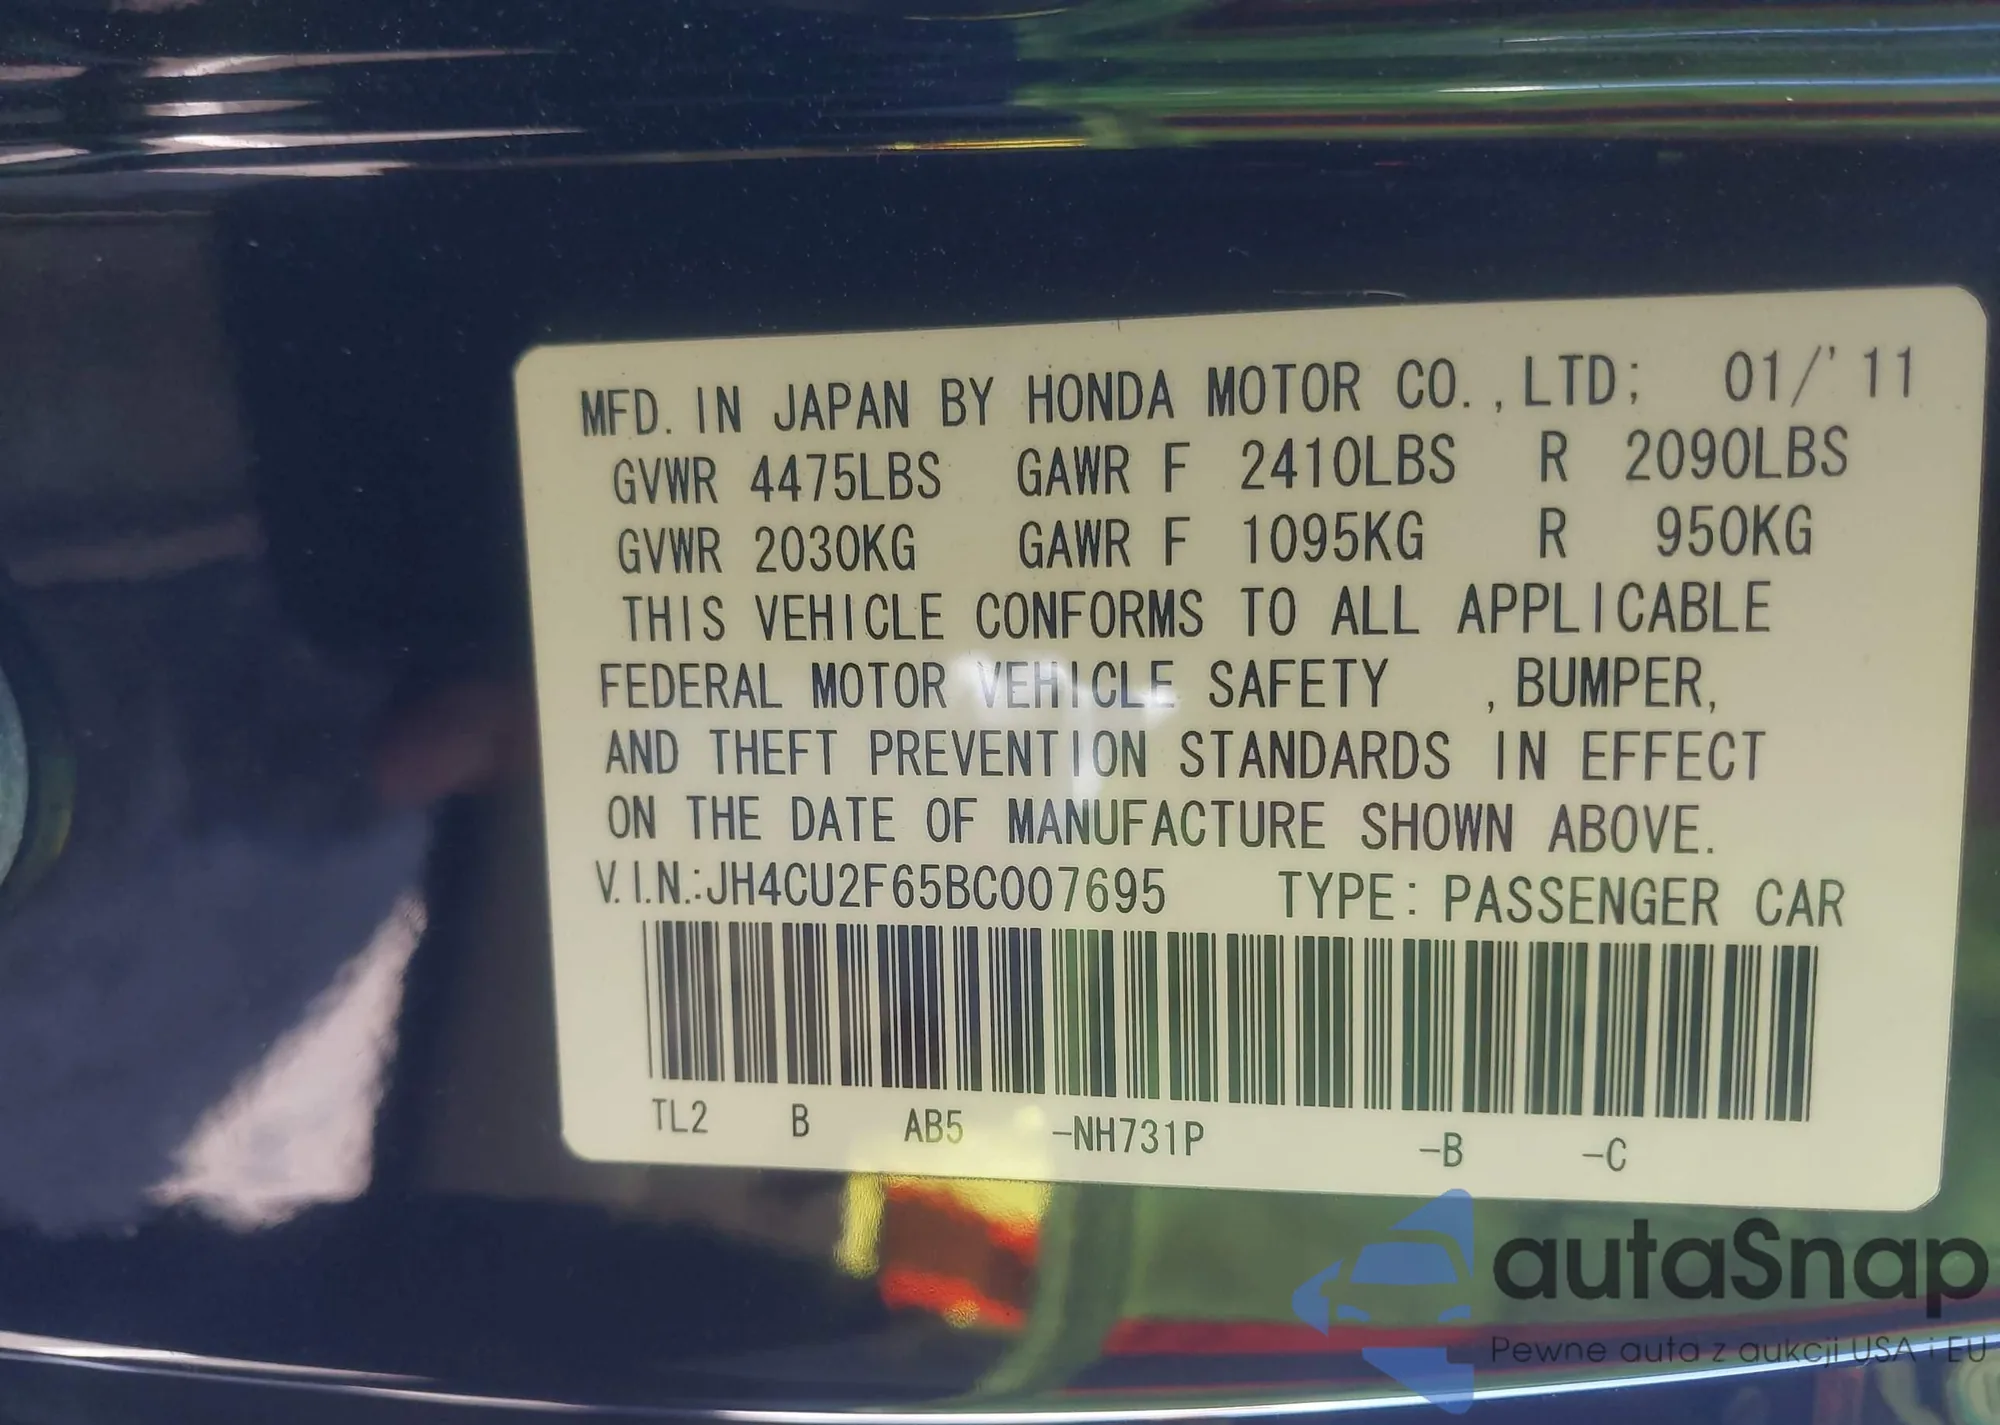 MFD. IN JAPAN BY HONDA MOTOR CO., LTD; 01/'11
GVWR 4475LBS GAWR F 2410LBS R 2090LBS
GVWR 2030KG GAWR F 1095KG R 950KG
THIS VEHICLE CONFORMS TO ALL APPLICABLE
FEDERAL MOTOR VEHICLE SAFETY , BUMPER,
AND THEFT PREVENTION STANDARDS IN EFFECT
ON THE DATE OF MANUFACTURE SHOWN ABOVE.
V.I.N.:JH4CU2F65BC007695 TYPE: PASSENGER CAR
TL2 B AB5 -NH731P -B -C
autaSnap
Pewne auta z aukcji USA i EU